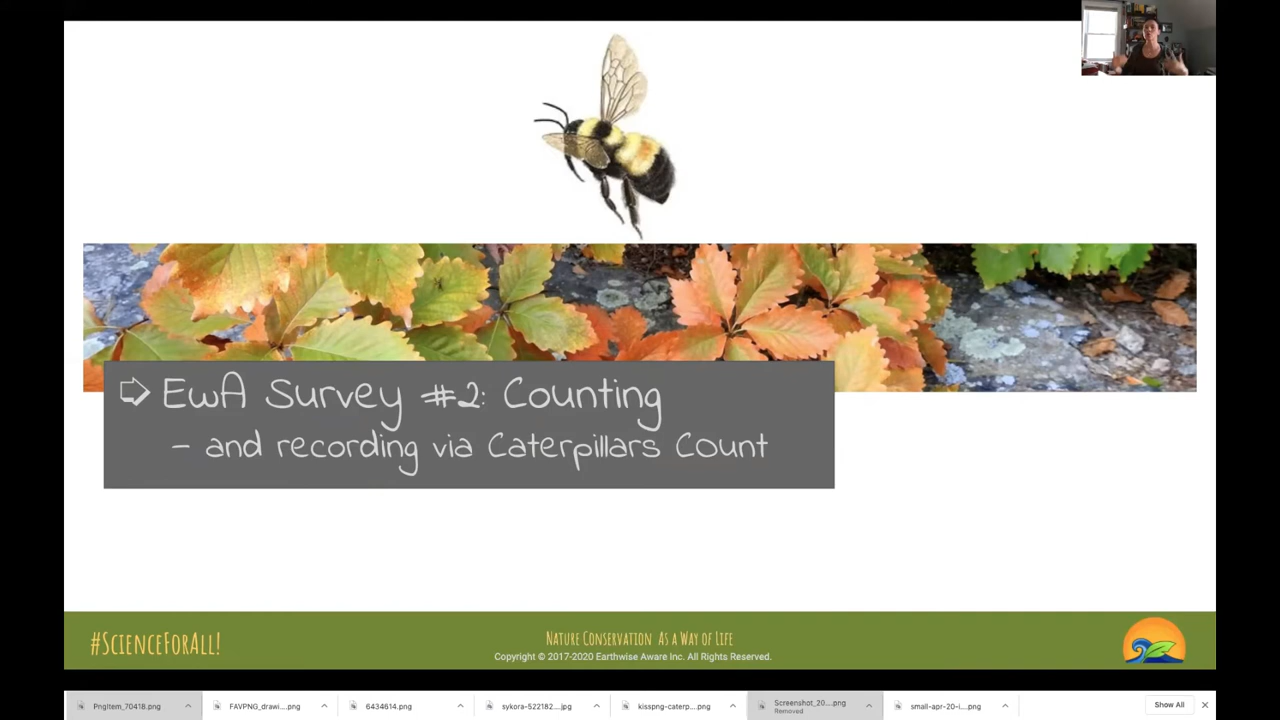 EwA Survey #2: Counting
- and recording via Caterpillars Count
#ScienceForAll!
Nature Conservation As a Way of Life
Copyright © 2017-2020 Earthwise Aware Inc. All Rights Reserved.
PngItem_70418.png
FAVPNG_drawi....png
6434614.png
sykora-522182...jpg
kisspng-caterp....png
Screenshot_20....png
Removed
small-apr-20-i....png
Show All